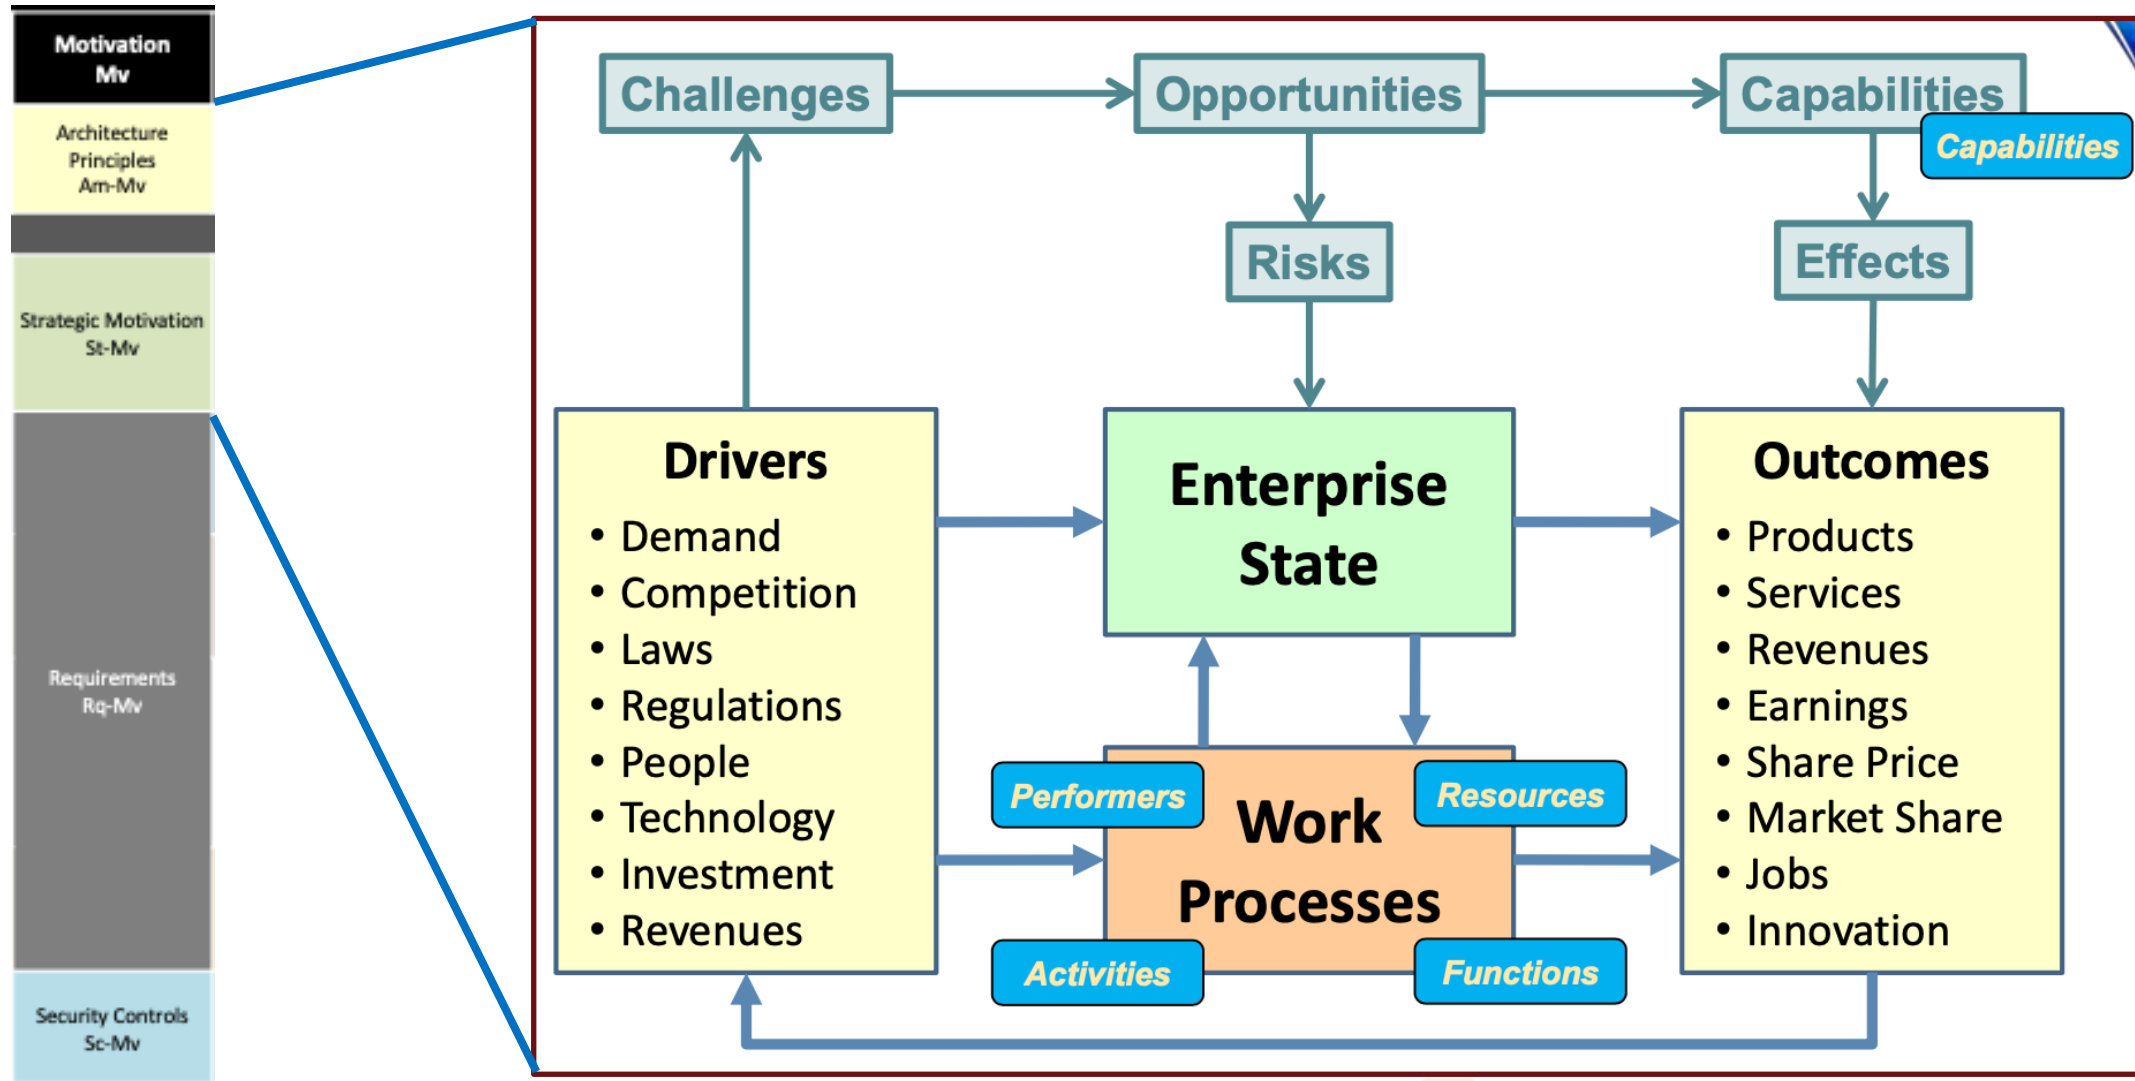 Motivation
Mv
Architecture
Principles
Am-Mv
Strategic Motivation
St-Mv
Requirements
Rq-Mv
Security Controls
Sc-Mv
Challenges
Opportunities
Capabilities
Capabilities
Risks
Effects
Drivers
• Demand
• Competition
• Laws
• Regulations
• People
• Technology
• Investment
• Revenues
Enterprise
State
Performers
Resources
Work
Processes
Activities
Functions
Outcomes
• Products
• Services
• Revenues
• Earnings
• Share Price
• Market Share
• Jobs
• Innovation